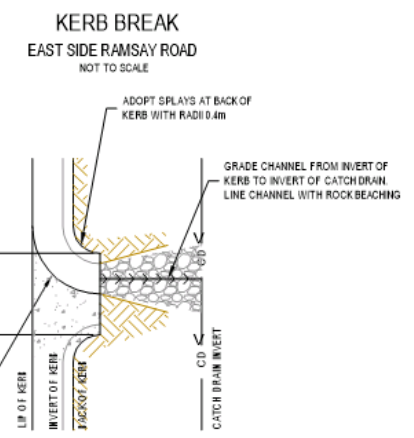 KERB BREAK
EAST SIDE RAMSAY ROAD
NOT TO SCALE
ADOPT SPLAYS AT BACK OF
KERB WITH RADII 0.4m
GRADE CHANNEL FROM INVERT OF
KERB TO INVERT OF CATCH DRAIN.
LINE CHANNEL WITH ROCK BEACHING
CD
CD
LIP OF KERB
INVERT OF KERB
BACK OF KERB
CATCH DRAIN INVERT